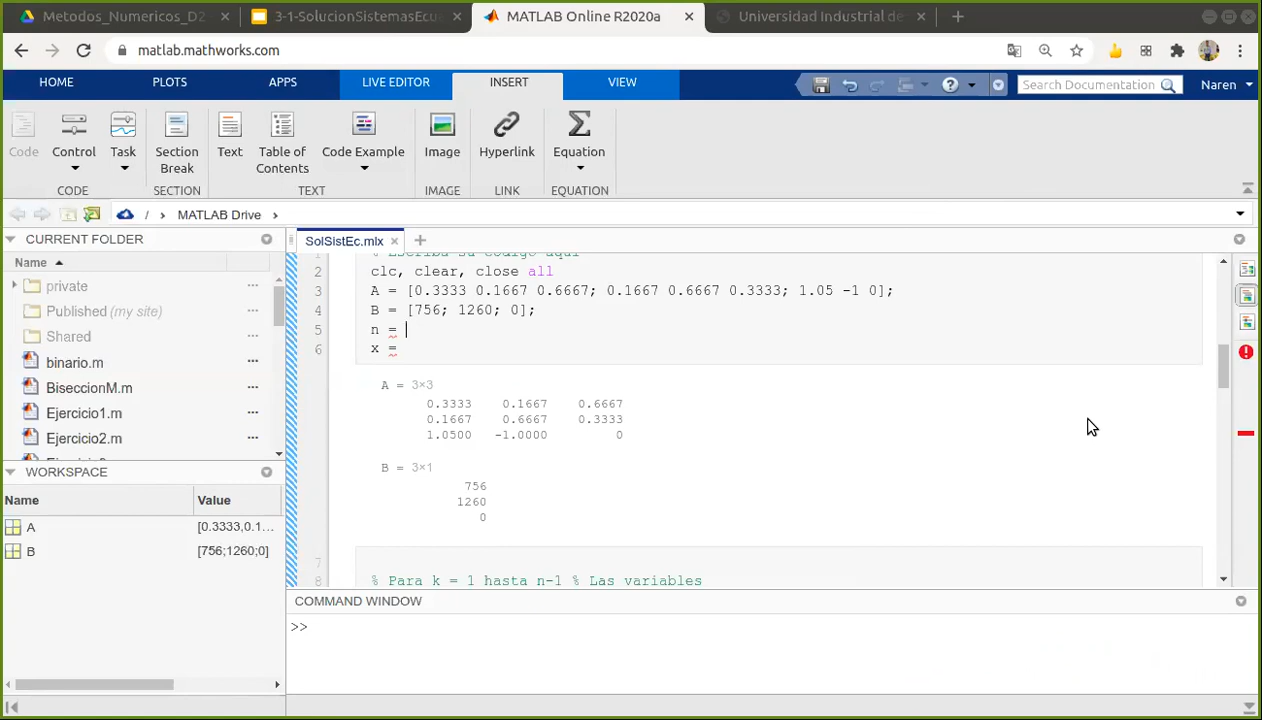 Metodos_Numericos_D2
3-1-SolucionSistemasEcu
MATLAB Online R2020a
Universidad Industrial de
matlab.mathworks.com
HOME PLOTS APPS LIVE EDITOR INSERT VIEW
Search Documentation
Naren
Code Control Task Section Break Text Table of Contents Code Example Image Hyperlink Equation
CODE SECTION TEXT IMAGE LINK EQUATION
/ MATLAB Drive
CURRENT FOLDER
Name
private
Published (my site)
Shared
binario.m
BiseccionM.m
Ejercicio1.m
Ejercicio2.m
WORKSPACE
Name Value
A [0.3333,0.1...
B [756;1260;0]
SolSistEc.mlx
% Escriba su código aquí
2 clc, clear, close all
3 A = [0.3333 0.1667 0.6667; 0.1667 0.6667 0.3333; 1.05 -1 0];
4 B = [756; 1260; 0];
5 n =
6 x =
A = 3×3
0.3333 0.1667 0.6667
0.1667 0.6667 0.3333
1.0500 -1.0000 0
B = 3×1
756
1260
0
7
8 % Para k = 1 hasta n-1 % Las variables
COMMAND WINDOW
>>